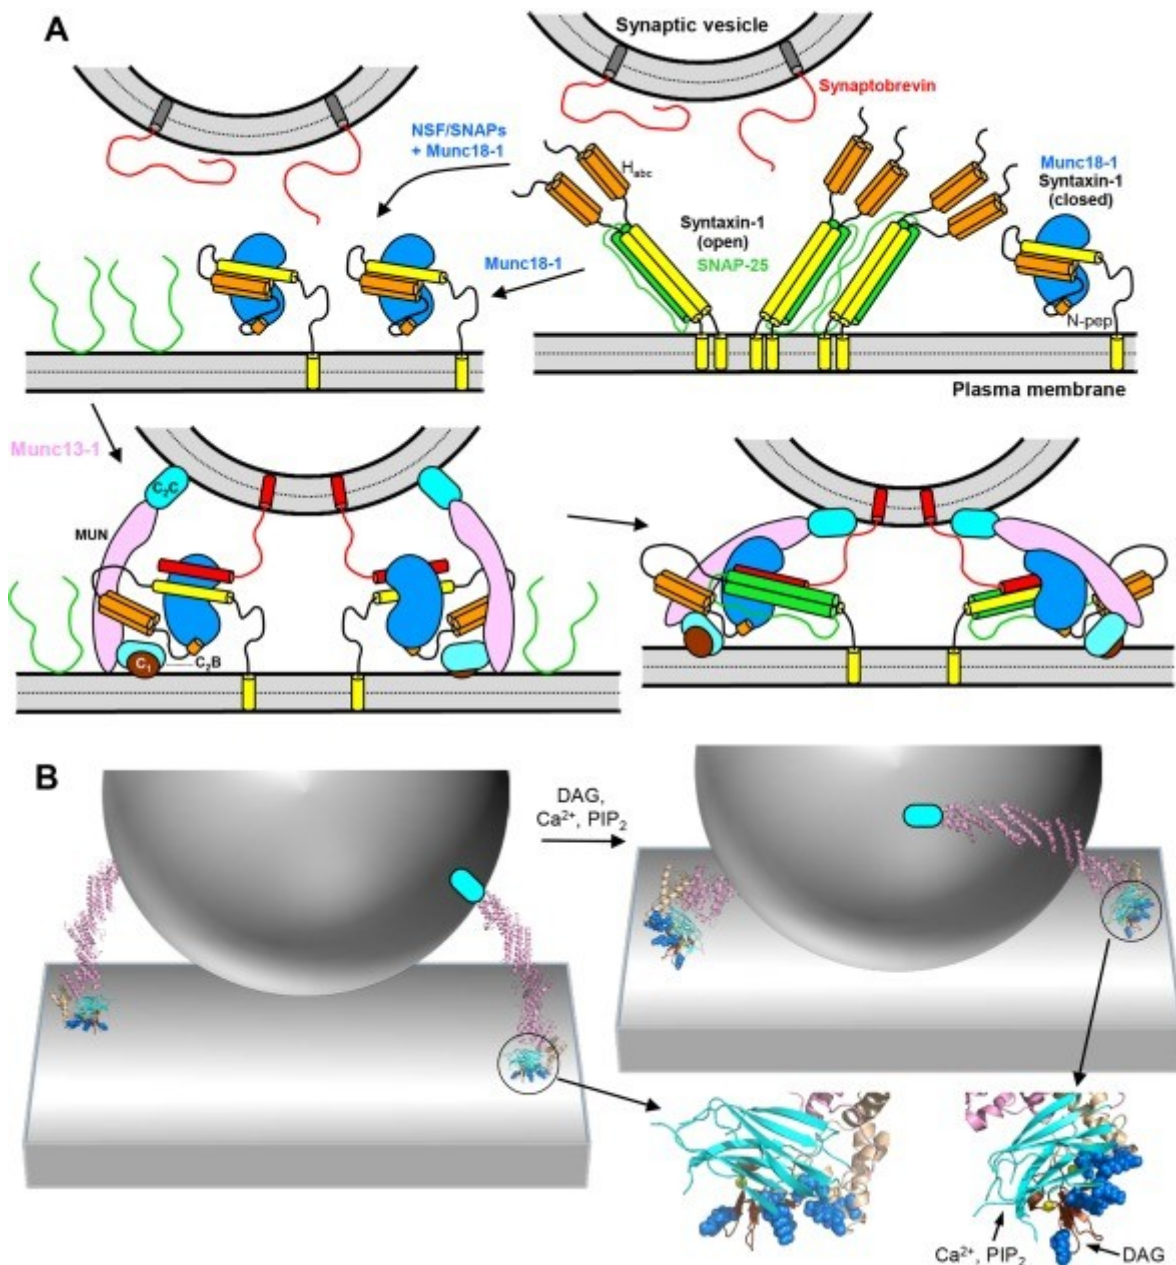 A
Synaptic vesicle
Synaptobrevin
NSF/SNAPs
+ Munc18-1
H_abc
Munc18-1
Syntaxin-1
(closed)
Syntaxin-1
(open)
SNAP-25
Munc18-1
N-pep
Plasma membrane
Munc13-1
C₂C
MUN
C₁
C₂B
B
DAG,
Ca²⁺, PIP₂
Ca²⁺, PIP₂
DAG